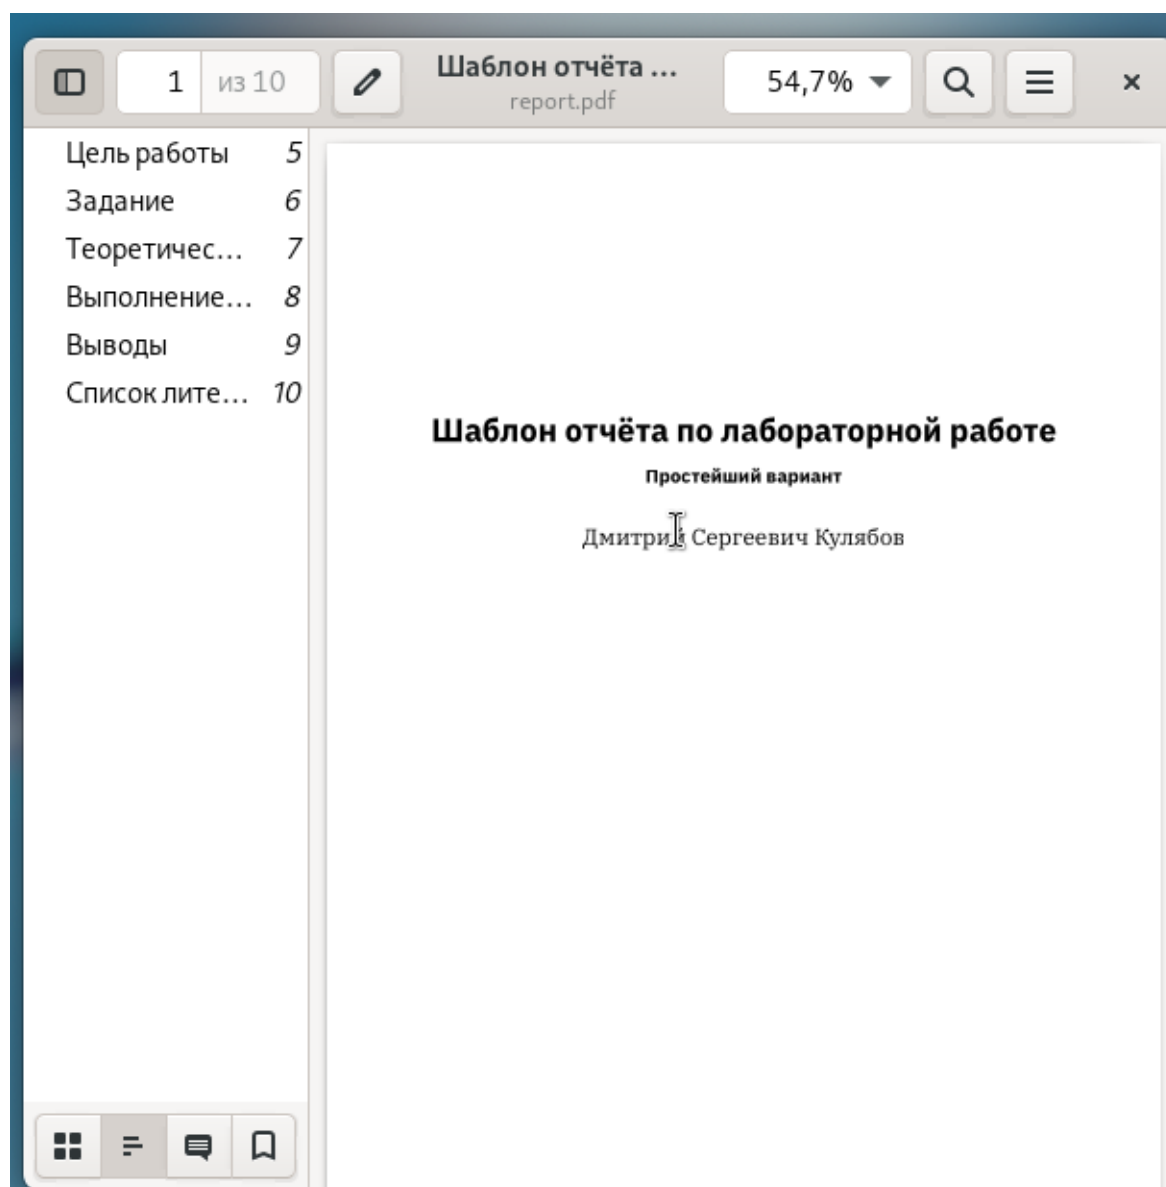 1 из 10
Шаблон отчёта ...
report.pdf
54,7%
Цель работы 5
Задание 6
Теоретичес... 7
Выполнение... 8
Выводы 9
Список лите... 10
Шаблон отчёта по лабораторной работе
Простейший вариант
Дмитрий Сергеевич Кулябов